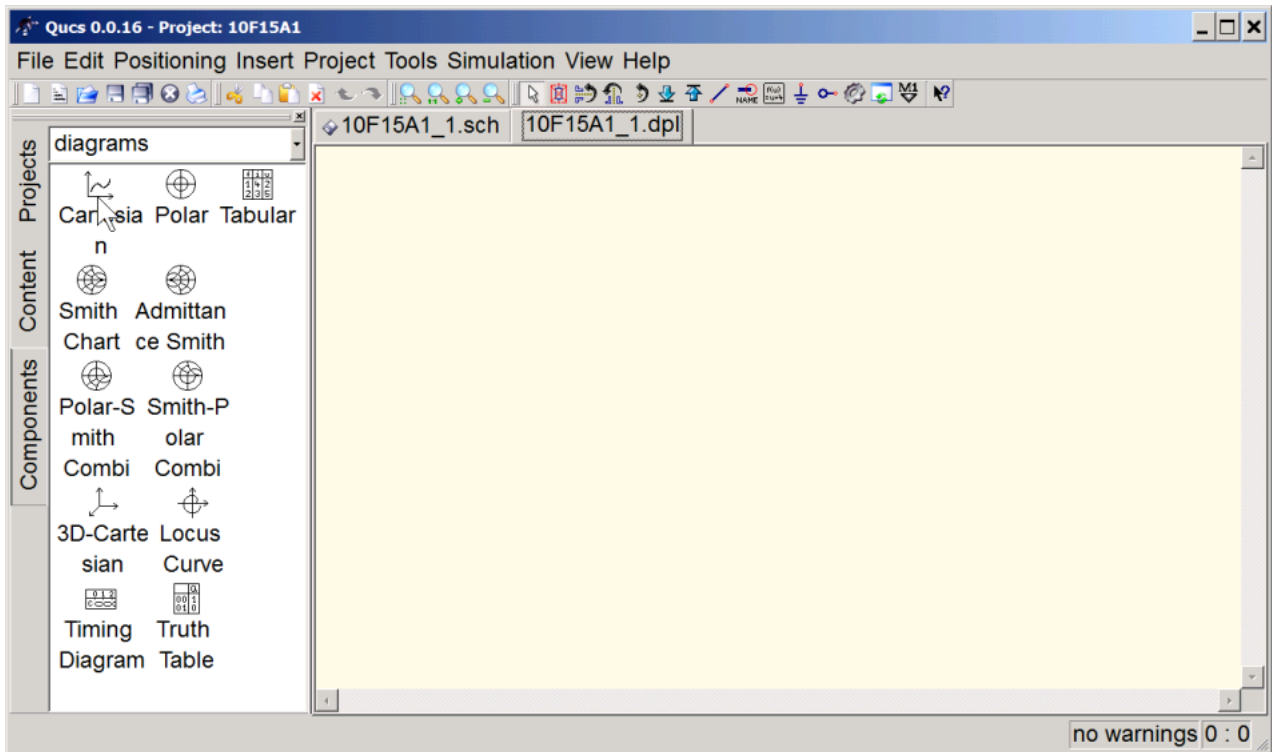 Qucs 0.0.16 - Project: 10F15A1
File Edit Positioning Insert Project Tools Simulation View Help
NAME
10F15A1_1.sch 10F15A1_1.dpl
Projects
Content
Components
diagrams
Cartesia Polar Tabular
n
Smith Admittan
Chart ce Smith
Polar-S Smith-P
mith olar
Combi Combi
3D-Carte Locus
sian Curve
Timing Truth
Diagram Table
no warnings 0 : 0